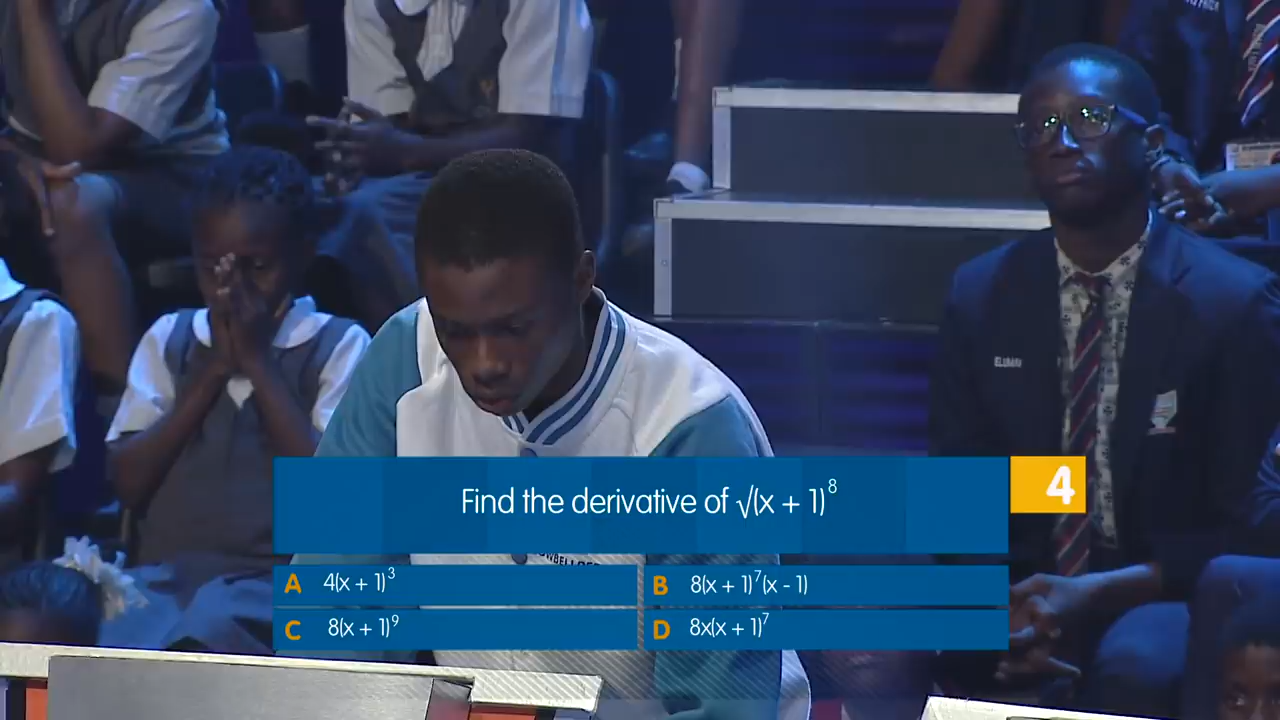 Find the derivative of √(x + 1)⁸
4
A 4(x + 1)³
B 8(x + 1)⁷(x - 1)
C 8(x + 1)⁹
D 8x(x + 1)⁷